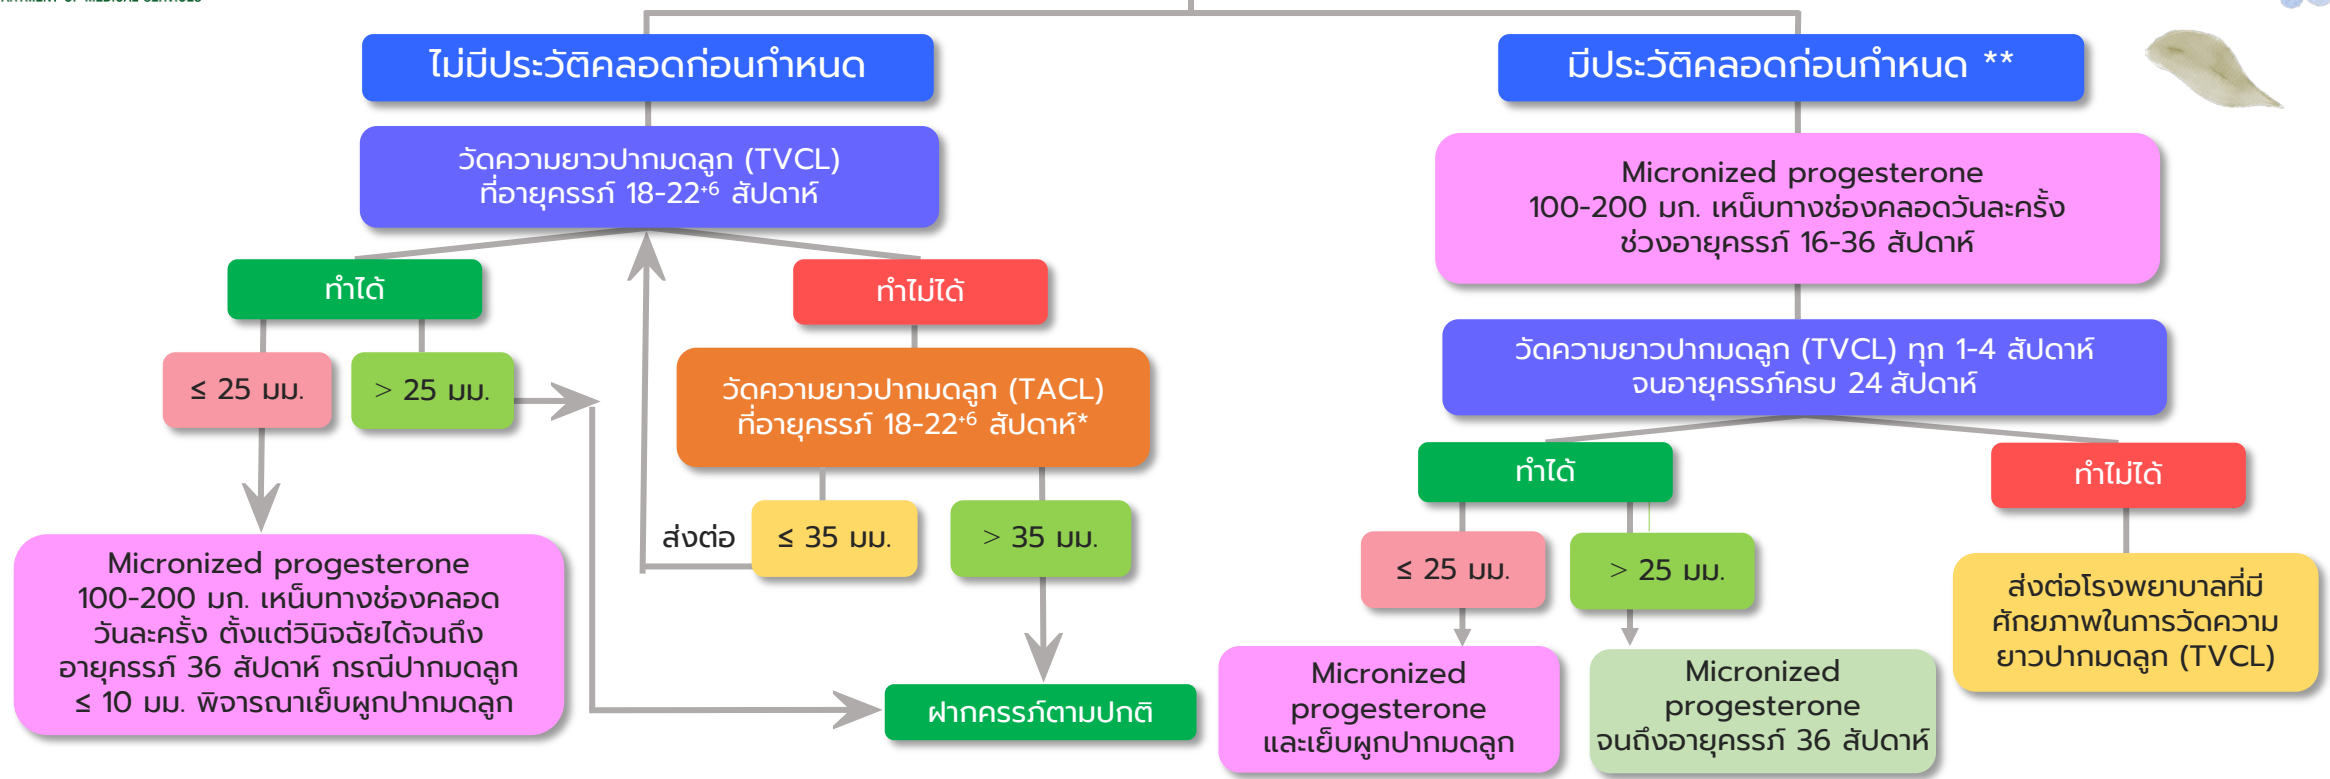 DEPARTMENT OF MEDICAL SERVICES
ไม่มีประวัติคลอดก่อนกำหนด
มีประวัติคลอดก่อนกำหนด **
วัดความยาวปากมดลูก (TVCL)
ที่อายุครรภ์ 18-22⁺⁶ สัปดาห์
ทำได้
ทำไม่ได้
≤ 25 มม.
> 25 มม.
วัดความยาวปากมดลูก (TACL)
ที่อายุครรภ์ 18-22⁺⁶ สัปดาห์*
ส่งต่อ
≤ 35 มม.
> 35 มม.
Micronized progesterone
100-200 มก. เหน็บทางช่องคลอด
วันละครั้ง ตั้งแต่วินิจฉัยได้จนถึง
อายุครรภ์ 36 สัปดาห์ กรณีปากมดลูก
≤ 10 มม. พิจารณาเย็บผูกปากมดลูก
ฝากครรภ์ตามปกติ
Micronized progesterone
100-200 มก. เหน็บทางช่องคลอดวันละครั้ง
ช่วงอายุครรภ์ 16-36 สัปดาห์
วัดความยาวปากมดลูก (TVCL) ทุก 1-4 สัปดาห์
จนอายุครรภ์ครบ 24 สัปดาห์
ทำได้
ทำไม่ได้
≤ 25 มม.
> 25 มม.
Micronized
progesterone
และเย็บผูกปากมดลูก
Micronized
progesterone
จนถึงอายุครรภ์ 36 สัปดาห์
ส่งต่อโรงพยาบาลที่มี
ศักยภาพในการวัดความ
ยาวปากมดลูก (TVCL)